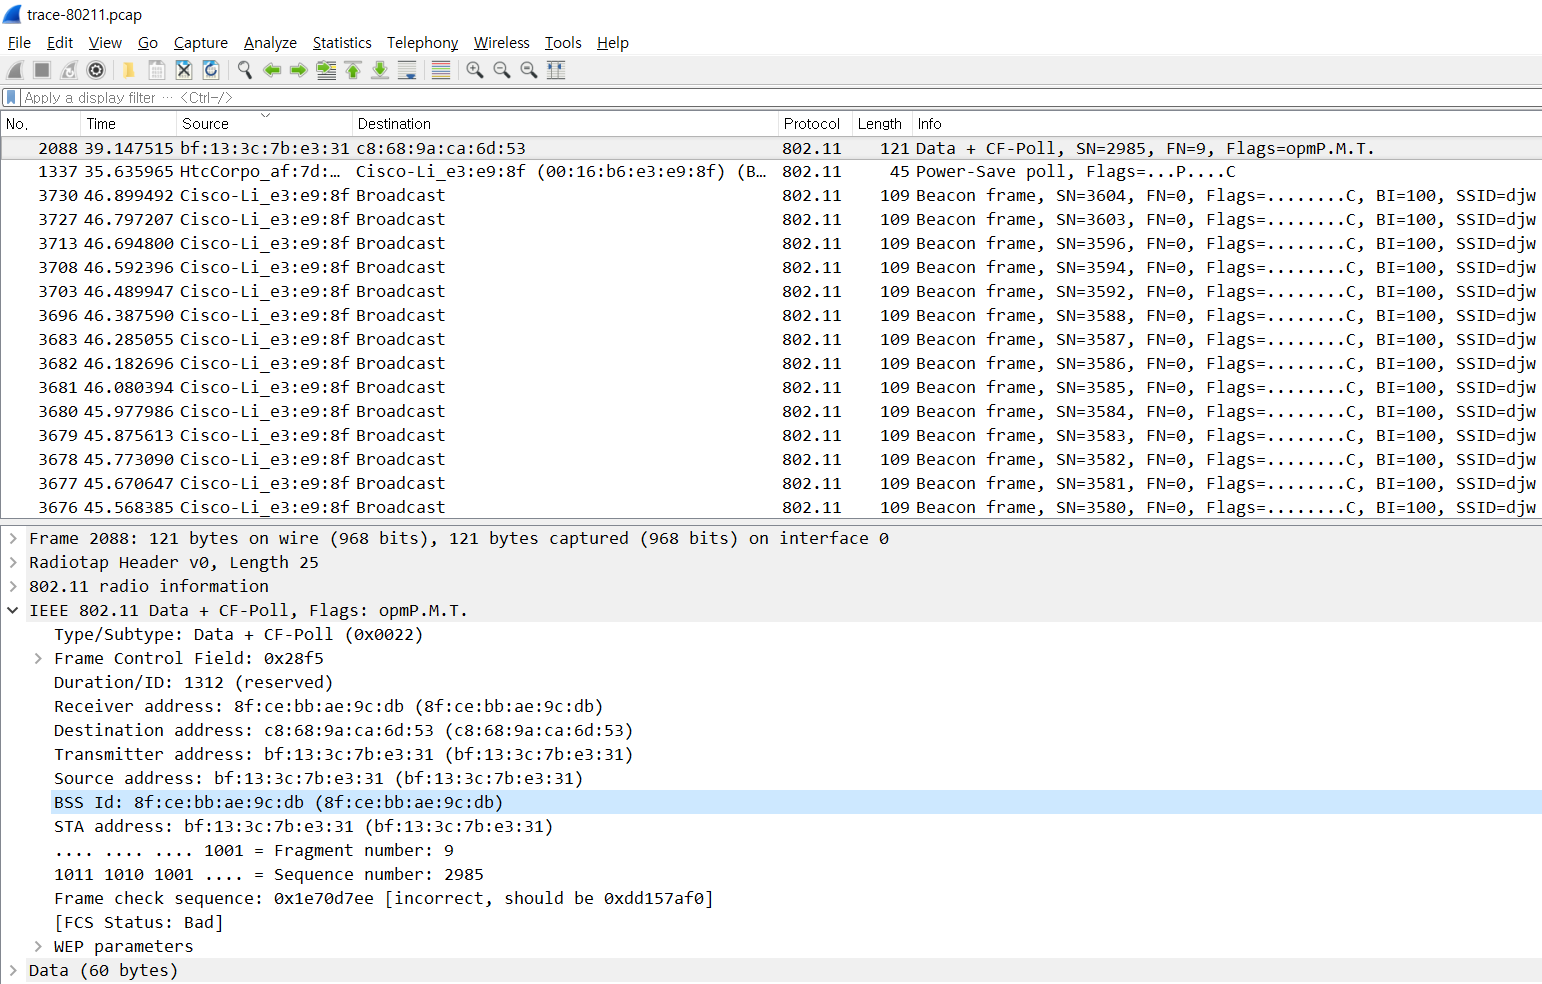 trace-80211.pcap
File Edit View Go Capture Analyze Statistics Telephony Wireless Tools Help
Apply a display filter ... <Ctrl-/>
No. Time Source Destination Protocol Length Info
2088 39.147515 bf:13:3c:7b:e3:31 c8:68:9a:ca:6d:53 802.11 121 Data + CF-Poll, SN=2985, FN=9, Flags=opmP.M.T.
1337 35.635965 HtcCorpo_af:7d:… Cisco-Li_e3:e9:8f (00:16:b6:e3:e9:8f) (B… 802.11 45 Power-Save poll, Flags=...P....C
3730 46.899492 Cisco-Li_e3:e9:8f Broadcast 802.11 109 Beacon frame, SN=3604, FN=0, Flags=........C, BI=100, SSID=djw
3727 46.797207 Cisco-Li_e3:e9:8f Broadcast 802.11 109 Beacon frame, SN=3603, FN=0, Flags=........C, BI=100, SSID=djw
3713 46.694800 Cisco-Li_e3:e9:8f Broadcast 802.11 109 Beacon frame, SN=3596, FN=0, Flags=........C, BI=100, SSID=djw
3708 46.592396 Cisco-Li_e3:e9:8f Broadcast 802.11 109 Beacon frame, SN=3594, FN=0, Flags=........C, BI=100, SSID=djw
3703 46.489947 Cisco-Li_e3:e9:8f Broadcast 802.11 109 Beacon frame, SN=3592, FN=0, Flags=........C, BI=100, SSID=djw
3696 46.387590 Cisco-Li_e3:e9:8f Broadcast 802.11 109 Beacon frame, SN=3588, FN=0, Flags=........C, BI=100, SSID=djw
3683 46.285055 Cisco-Li_e3:e9:8f Broadcast 802.11 109 Beacon frame, SN=3587, FN=0, Flags=........C, BI=100, SSID=djw
3682 46.182696 Cisco-Li_e3:e9:8f Broadcast 802.11 109 Beacon frame, SN=3586, FN=0, Flags=........C, BI=100, SSID=djw
3681 46.080394 Cisco-Li_e3:e9:8f Broadcast 802.11 109 Beacon frame, SN=3585, FN=0, Flags=........C, BI=100, SSID=djw
3680 45.977986 Cisco-Li_e3:e9:8f Broadcast 802.11 109 Beacon frame, SN=3584, FN=0, Flags=........C, BI=100, SSID=djw
3679 45.875613 Cisco-Li_e3:e9:8f Broadcast 802.11 109 Beacon frame, SN=3583, FN=0, Flags=........C, BI=100, SSID=djw
3678 45.773090 Cisco-Li_e3:e9:8f Broadcast 802.11 109 Beacon frame, SN=3582, FN=0, Flags=........C, BI=100, SSID=djw
3677 45.670647 Cisco-Li_e3:e9:8f Broadcast 802.11 109 Beacon frame, SN=3581, FN=0, Flags=........C, BI=100, SSID=djw
3676 45.568385 Cisco-Li_e3:e9:8f Broadcast 802.11 109 Beacon frame, SN=3580, FN=0, Flags=........C, BI=100, SSID=djw
Frame 2088: 121 bytes on wire (968 bits), 121 bytes captured (968 bits) on interface 0
Radiotap Header v0, Length 25
802.11 radio information
IEEE 802.11 Data + CF-Poll, Flags: opmP.M.T.
Type/Subtype: Data + CF-Poll (0x0022)
Frame Control Field: 0x28f5
Duration/ID: 1312 (reserved)
Receiver address: 8f:ce:bb:ae:9c:db (8f:ce:bb:ae:9c:db)
Destination address: c8:68:9a:ca:6d:53 (c8:68:9a:ca:6d:53)
Transmitter address: bf:13:3c:7b:e3:31 (bf:13:3c:7b:e3:31)
Source address: bf:13:3c:7b:e3:31 (bf:13:3c:7b:e3:31)
BSS Id: 8f:ce:bb:ae:9c:db (8f:ce:bb:ae:9c:db)
STA address: bf:13:3c:7b:e3:31 (bf:13:3c:7b:e3:31)
.... .... .... 1001 = Fragment number: 9
1011 1010 1001 .... = Sequence number: 2985
Frame check sequence: 0x1e70d7ee [incorrect, should be 0xdd157af0]
[FCS Status: Bad]
WEP parameters
Data (60 bytes)